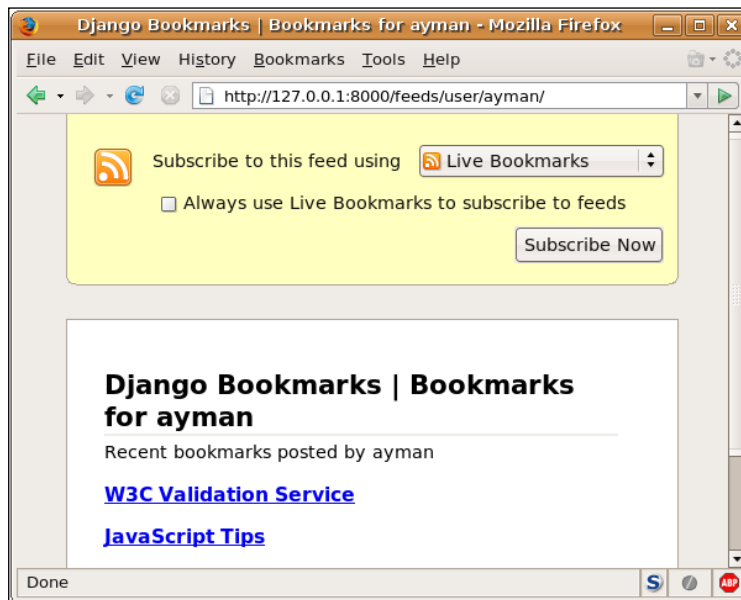 Django Bookmarks | Bookmarks for ayman - Mozilla Firefox
File Edit View History Bookmarks Tools Help
http://127.0.0.1:8000/feeds/user/ayman/
Subscribe to this feed using Live Bookmarks
Always use Live Bookmarks to subscribe to feeds
Subscribe Now
Django Bookmarks | Bookmarks
for ayman
Recent bookmarks posted by ayman
W3C Validation Service
JavaScript Tips
Done S ABP